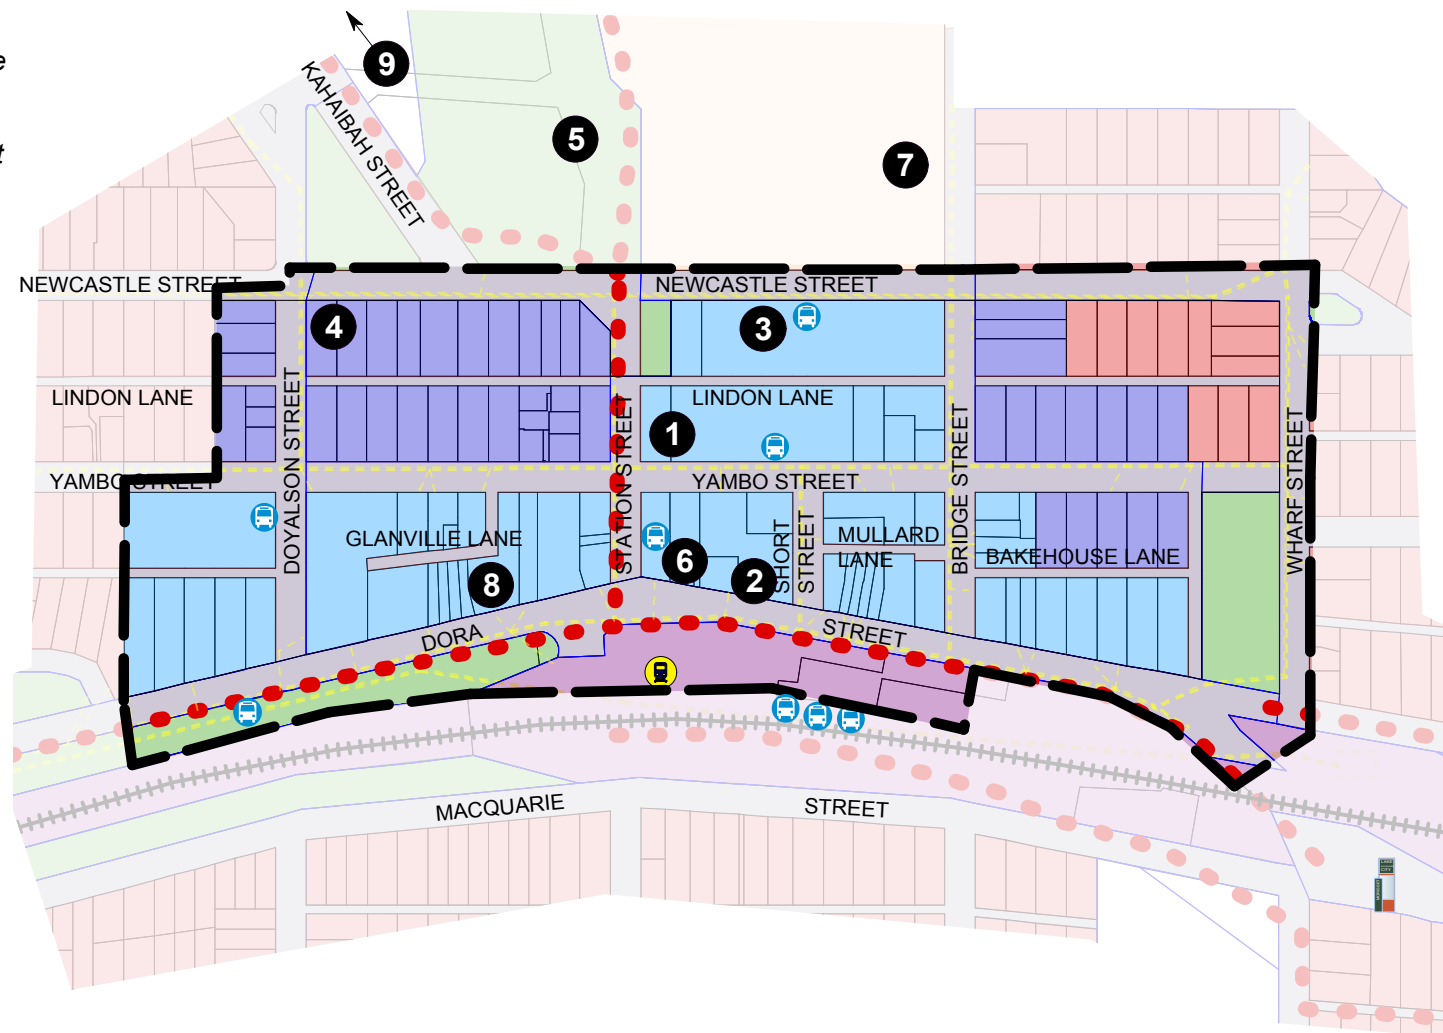 e
t
9
5
7
KAHAIBAH STREET
NEWCASTLE STREET
NEWCASTLE STREET
4
3
LINDON LANE
LINDON LANE
1
DOYALSON STREET
STATION STREET
BRIDGE STREET
WHARF STREET
YAMBO STREET
YAMBO STREET
GLANVILLE LANE
SHORT
STREET
MULLARD
LANE
BAKEHOUSE LANE
6
2
8
DORA
STREET
MACQUARIE
STREET